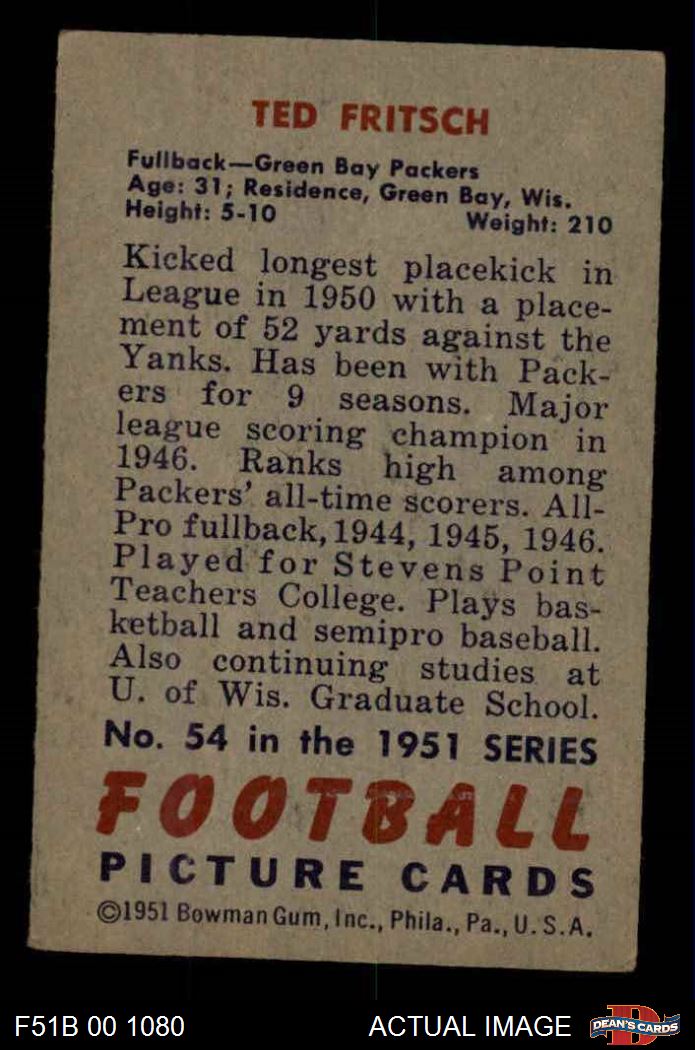 TED FRITSCH
Fullback—Green Bay Packers
Age: 31; Residence, Green Bay, Wis.
Height: 5-10 Weight: 210
Kicked longest placekick in
League in 1950 with a place-
ment of 52 yards against the
Yanks. Has been with Pack-
ers for 9 seasons. Major
league scoring champion in
1946. Ranks high among
Packers' all-time scorers. All-
Pro fullback, 1944, 1945, 1946.
Played for Stevens Point
Teachers College. Plays bas-
ketball and semipro baseball.
Also continuing studies at
U. of Wis. Graduate School.
No. 54 in the 1951 SERIES
FOOTBALL
PICTURE CARDS
©1951 Bowman Gum, Inc., Phila., Pa., U.S.A.
F51B 00 1080 ACTUAL IMAGE D DEAN'S CARDS